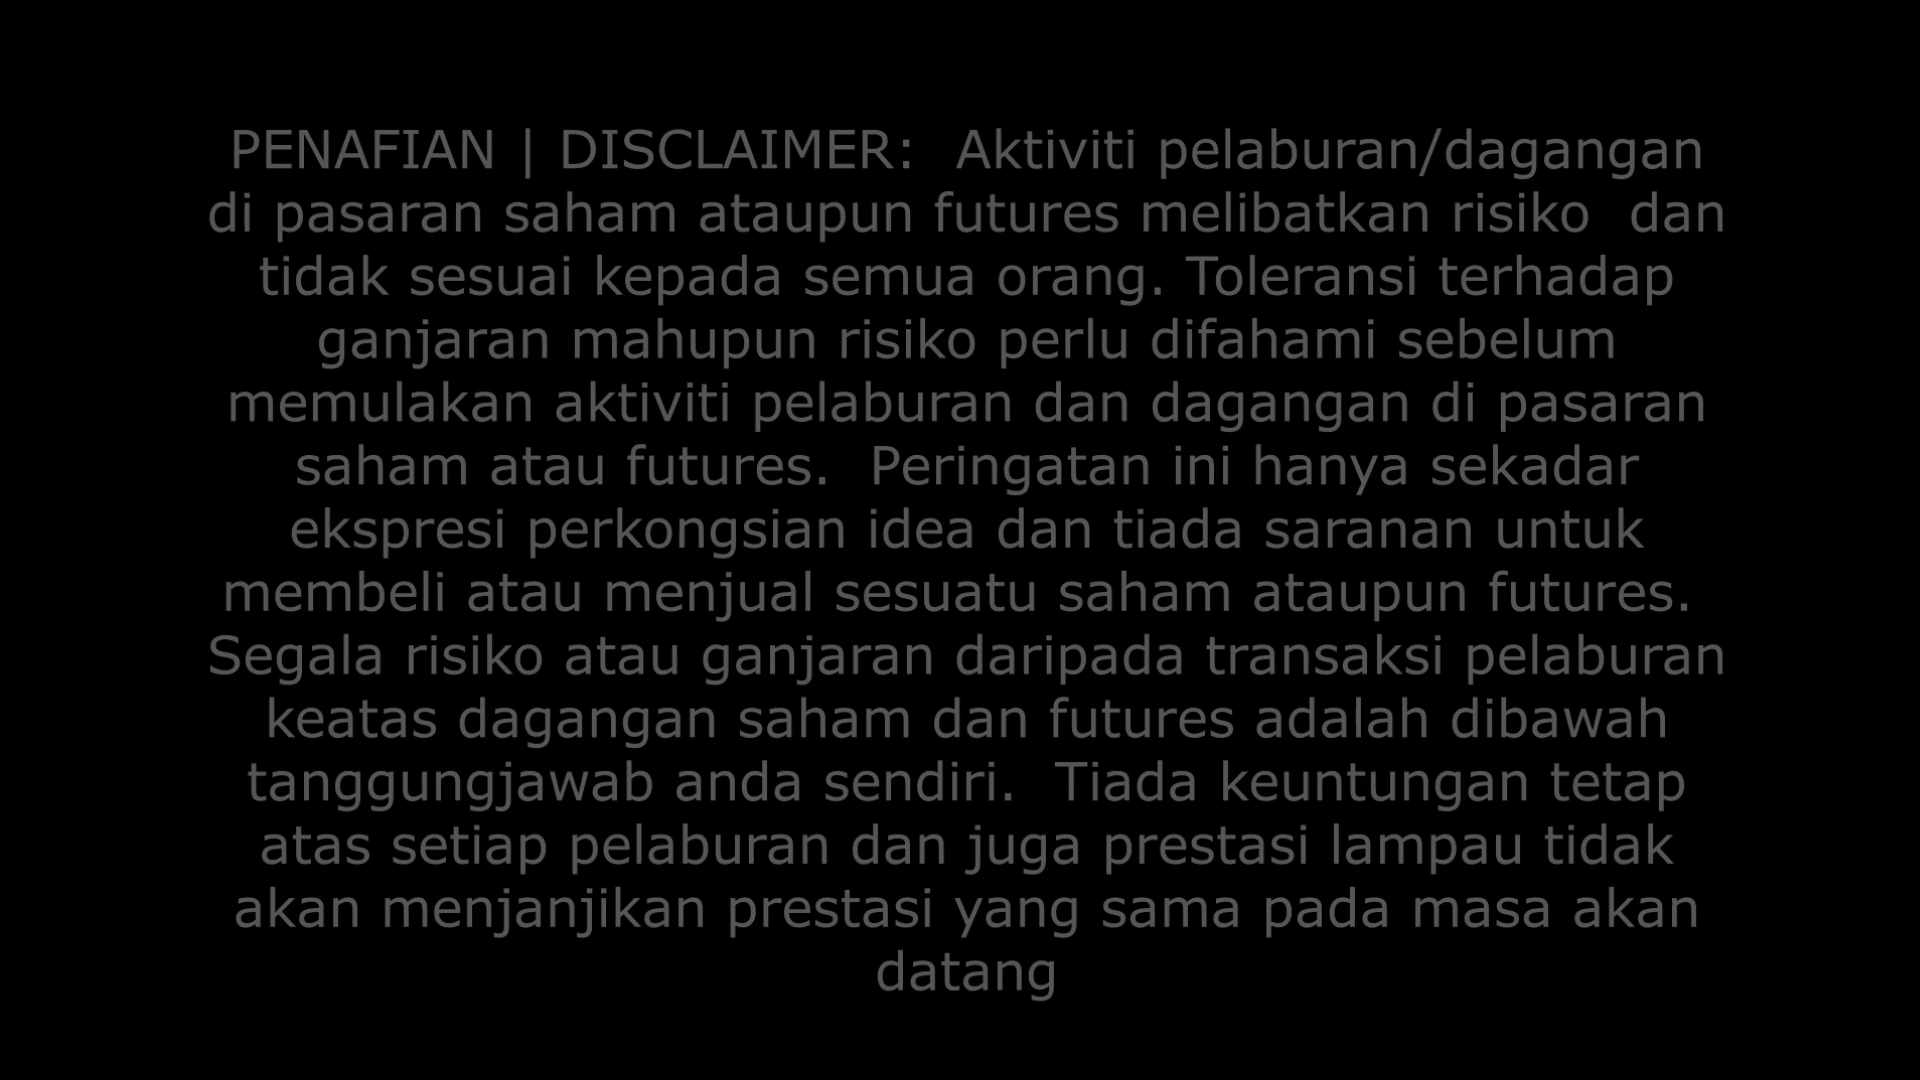 PENAFIAN | DISCLAIMER:  Aktiviti pelaburan/dagangan
di pasaran saham ataupun futures melibatkan risiko  dan
tidak sesuai kepada semua orang. Toleransi terhadap
ganjaran mahupun risiko perlu difahami sebelum
memulakan aktiviti pelaburan dan dagangan di pasaran
saham atau futures.  Peringatan ini hanya sekadar
ekspresi perkongsian idea dan tiada saranan untuk
membeli atau menjual sesuatu saham ataupun futures.
Segala risiko atau ganjaran daripada transaksi pelaburan
keatas dagangan saham dan futures adalah dibawah
tanggungjawab anda sendiri.  Tiada keuntungan tetap
atas setiap pelaburan dan juga prestasi lampau tidak
akan menjanjikan prestasi yang sama pada masa akan
datang